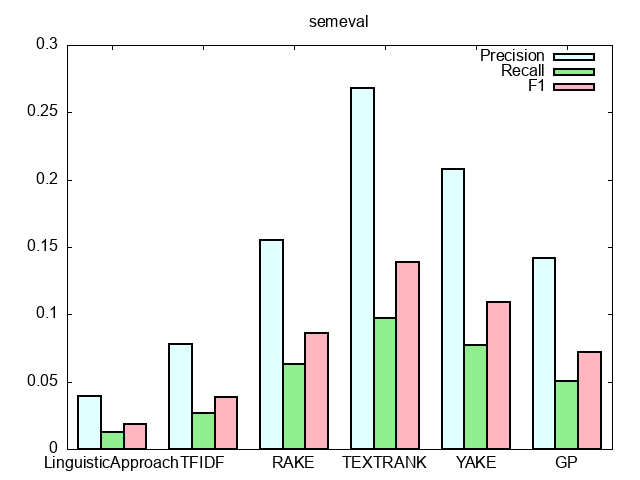 semeval
0.3
Precision
Recall
F1
0.25
0.2
0.15
0.1
0.05
0
LinguisticApproach TFIDF RAKE TEXTRANK YAKE GP